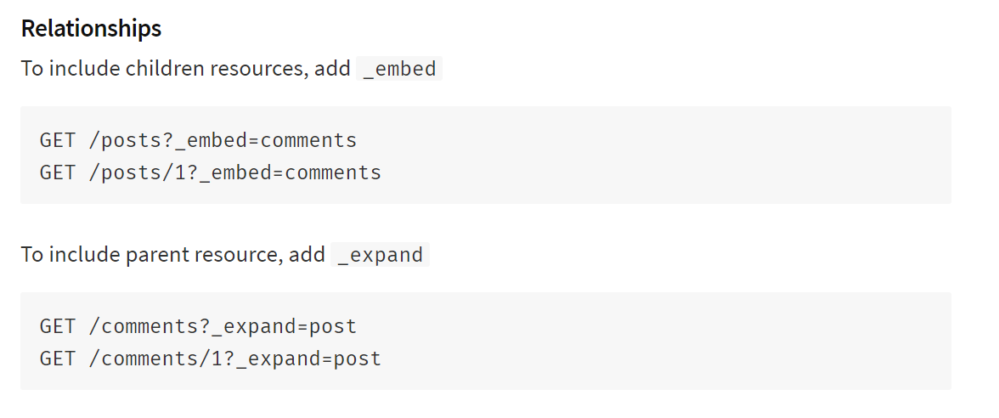 Relationships
To include children resources, add _embed
GET /posts?_embed=comments
GET /posts/1?_embed=comments
To include parent resource, add _expand
GET /comments?_expand=post
GET /comments/1?_expand=post